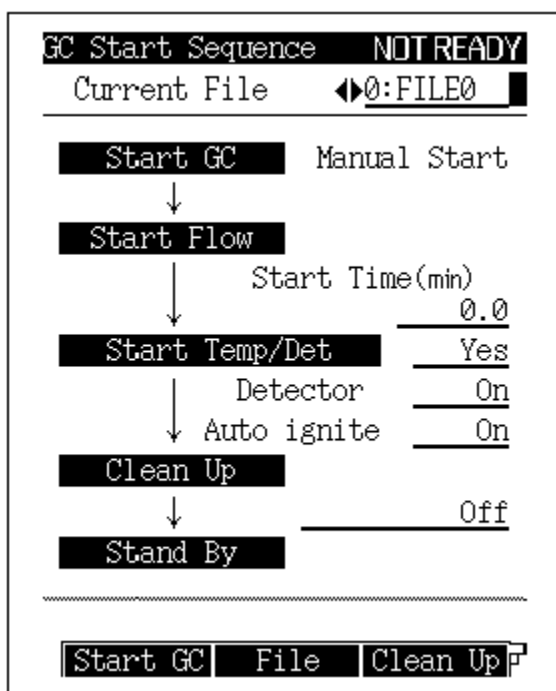 GC Start Sequence NOT READY
Current File 0:FILE0
Start GC Manual Start
Start Flow
Start Time(min)
0.0
Start Temp/Det Yes
Detector On
Auto ignite On
Clean Up
Off
Stand By
Start GC File Clean Up